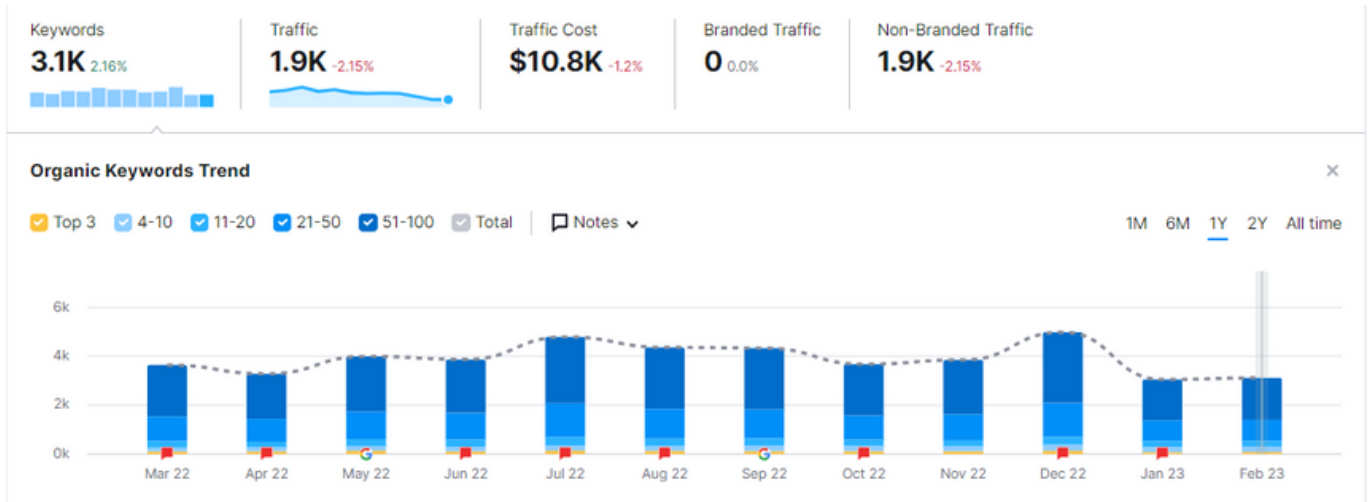 Keywords Traffic Traffic Cost Branded Traffic Non-Branded Traffic
3.1K 2.16% 1.9K -2.15% $10.8K -1.2% 0 0.0% 1.9K -2.15%
Organic Keywords Trend
Top 3 4-10 11-20 21-50 51-100 Total Notes 1M 6M 1Y 2Y All time
6k
4k
2k
0k
Mar 22 Apr 22 May 22 Jun 22 Jul 22 Aug 22 Sep 22 Oct 22 Nov 22 Dec 22 Jan 23 Feb 23